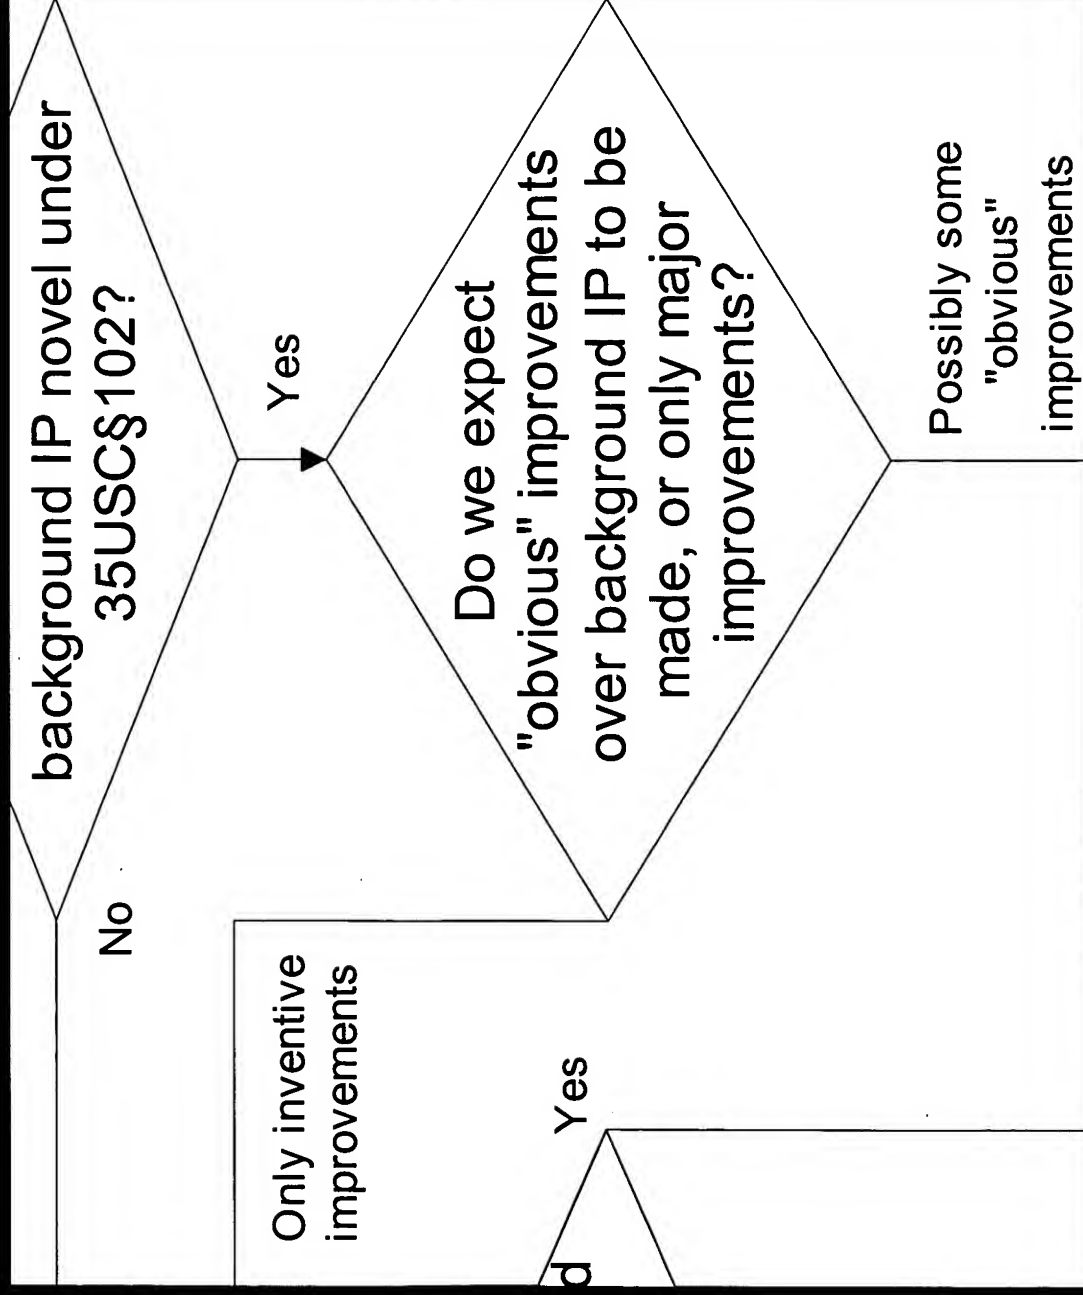 background IP novel under
35USC§102?
Yes
No
Do we expect
"obvious" improvements
over background IP to be
made, or only major
improvements?
Only inventive
improvements
Possibly some
"obvious"
improvements
Yes
d